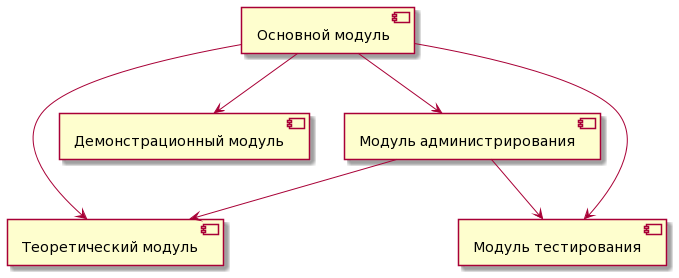 Основной модуль
Демонстрационный модуль
Модуль администрирования
Теоретический модуль
Модуль тестирования